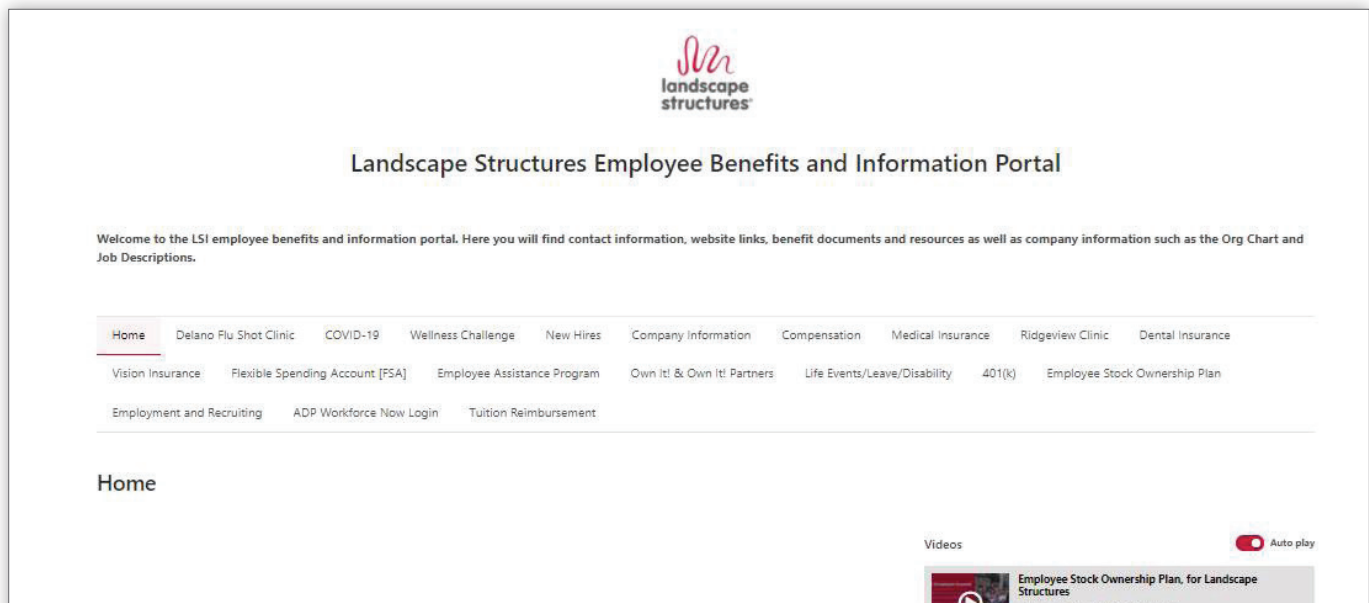 landscape
structures®
Landscape Structures Employee Benefits and Information Portal
Welcome to the LSI employee benefits and information portal. Here you will find contact information, website links, benefit documents and resources as well as company information such as the Org Chart and
Job Descriptions.
Home Delano Flu Shot Clinic COVID-19 Wellness Challenge New Hires Company Information Compensation Medical Insurance Ridgeview Clinic Dental Insurance
Vision Insurance Flexible Spending Account [FSA] Employee Assistance Program Own It! & Own It! Partners Life Events/Leave/Disability 401(k) Employee Stock Ownership Plan
Employment and Recruiting ADP Workforce Now Login Tuition Reimbursement
Home
Videos Auto play
Employee Stock Ownership Plan, for Landscape
Structures